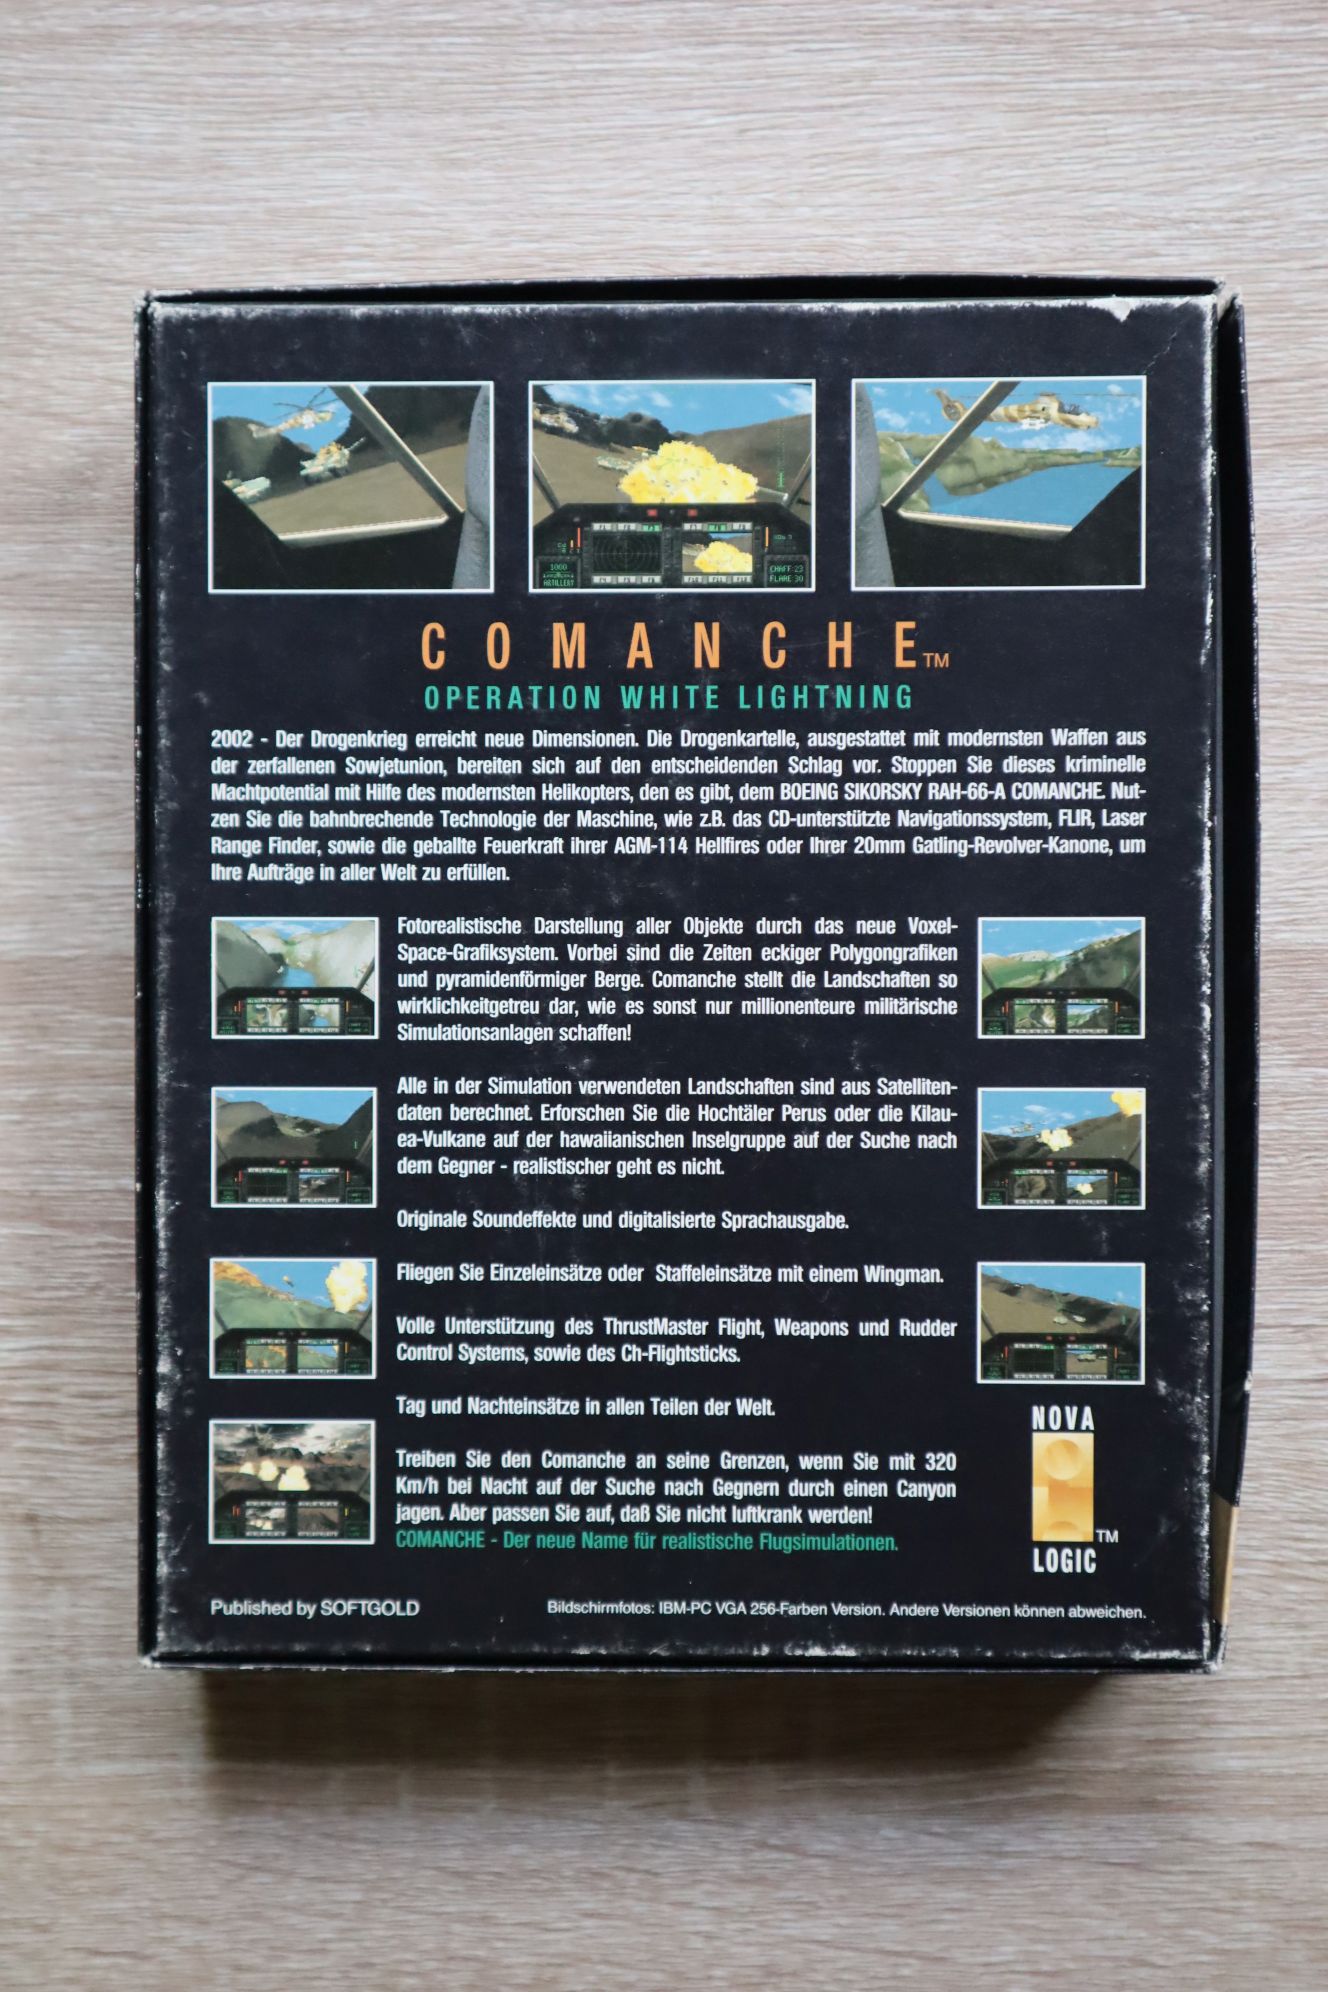 1000
ARTILLERY
CHAFF:23
FLARE 30
COMANCHE™
OPERATION WHITE LIGHTNING
2002 - Der Drogenkrieg erreicht neue Dimensionen. Die Drogenkartelle, ausgestattet mit modernsten Waffen aus
der zerfallenen Sowjetunion, bereiten sich auf den entscheidenden Schlag vor. Stoppen Sie dieses kriminelle
Machtpotential mit Hilfe des modernsten Helikopters, den es gibt, dem BOEING SIKORSKY RAH-66-A COMANCHE. Nut-
zen Sie die bahnbrechende Technologie der Maschine, wie z.B. das CD-unterstützte Navigationssystem, FLIR, Laser
Range Finder, sowie die geballte Feuerkraft ihrer AGM-114 Hellfires oder Ihrer 20mm Gatling-Revolver-Kanone, um
Ihre Aufträge in aller Welt zu erfüllen.
Fotorealistische Darstellung aller Objekte durch das neue Voxel-
Space-Grafiksystem. Vorbei sind die Zeiten eckiger Polygongrafiken
und pyramidenförmiger Berge. Comanche stellt die Landschaften so
wirklichkeitgetreu dar, wie es sonst nur millionenteure militärische
Simulationsanlagen schaffen!
Alle in der Simulation verwendeten Landschaften sind aus Satelliten-
daten berechnet. Erforschen Sie die Hochtäler Perus oder die Kilau-
ea-Vulkane auf der hawaiianischen Inselgruppe auf der Suche nach
dem Gegner - realistischer geht es nicht.
Originale Soundeffekte und digitalisierte Sprachausgabe.
Fliegen Sie Einzeleinsätze oder Staffeleinsätze mit einem Wingman.
Volle Unterstützung des ThrustMaster Flight, Weapons und Rudder
Control Systems, sowie des Ch-Flightsticks.
Tag und Nachteinsätze in allen Teilen der Welt.
Treiben Sie den Comanche an seine Grenzen, wenn Sie mit 320
Km/h bei Nacht auf der Suche nach Gegnern durch einen Canyon
jagen. Aber passen Sie auf, daß Sie nicht luftkrank werden!
COMANCHE - Der neue Name für realistische Flugsimulationen.
NOVA
LOGIC™
Published by SOFTGOLD
Bildschirmfotos: IBM-PC VGA 256-Farben Version. Andere Versionen können abweichen.